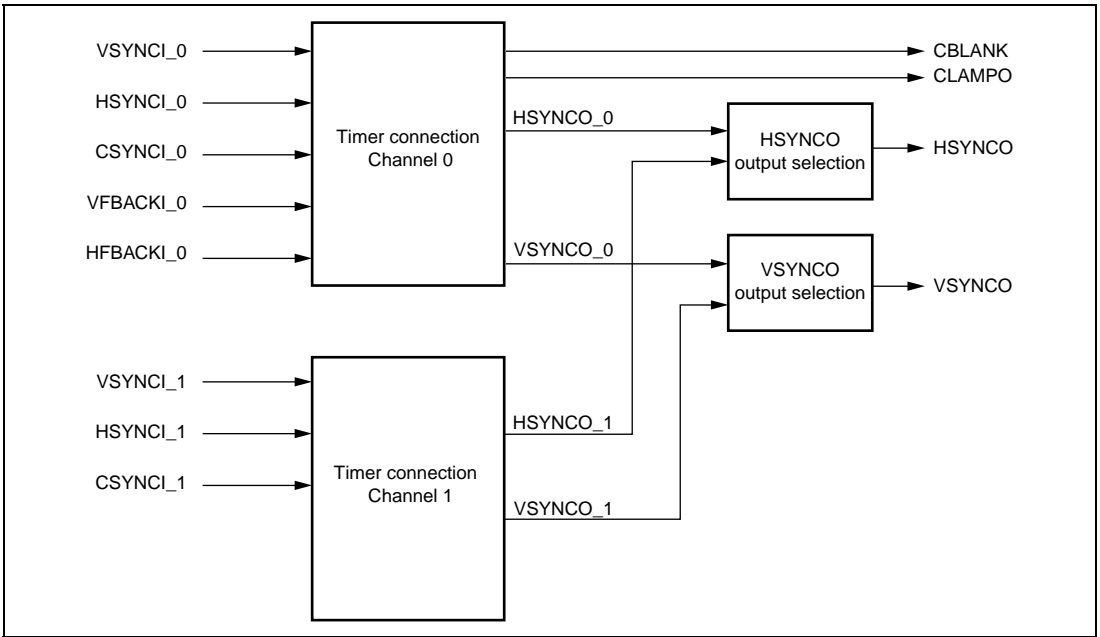 VSYNCI_0
HSYNCI_0
CSYNCI_0
VFBACKI_0
HFBACKI_0
Timer connection
Channel 0
CBLANK
CLAMPO
HSYNCO_0
HSYNCO
output selection
HSYNCO
VSYNCO_0
VSYNCO
output selection
VSYNCO
VSYNCI_1
HSYNCI_1
CSYNCI_1
Timer connection
Channel 1
HSYNCO_1
VSYNCO_1